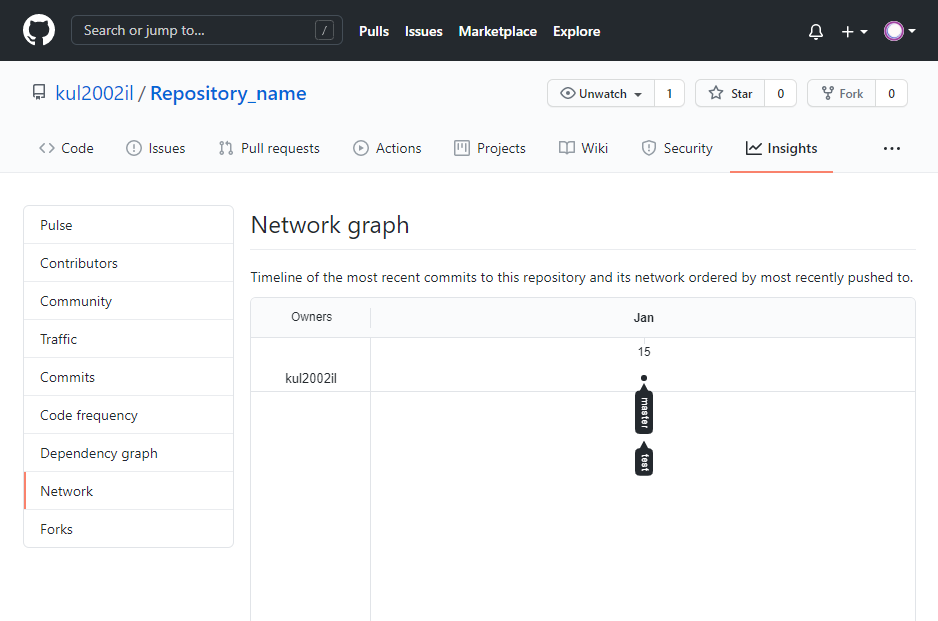 Search or jump to... / Pulls Issues Marketplace Explore
kul2002il / Repository_name Unwatch 1 Star 0 Fork 0
Code Issues Pull requests Actions Projects Wiki Security Insights ...
Pulse
Contributors
Community
Traffic
Commits
Code frequency
Dependency graph
Network
Forks
Network graph
Timeline of the most recent commits to this repository and its network ordered by most recently pushed to.
Owners Jan
15
kul2002il
master
test